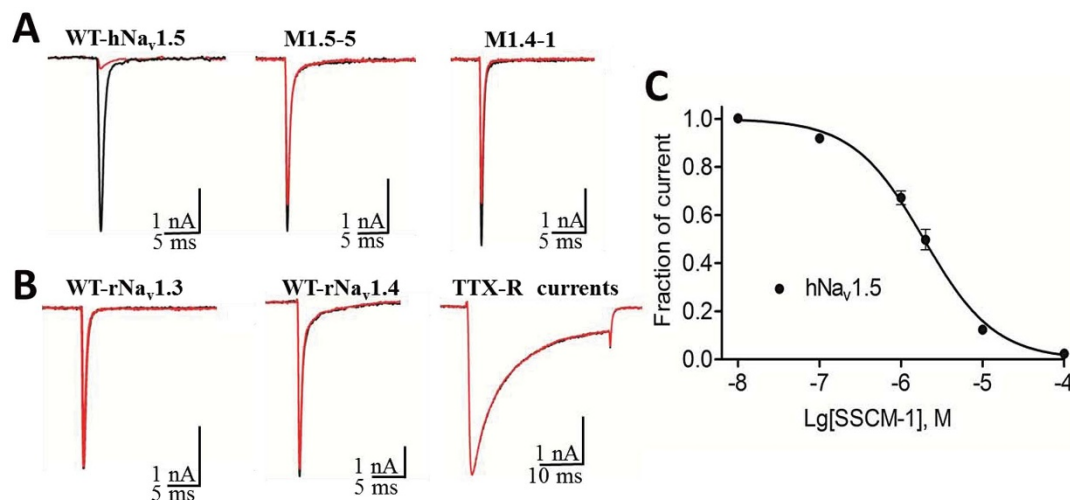 A
WT-hNav1.5
M1.5-5
M1.4-1
1 nA
5 ms
1 nA
5 ms
1 nA
5 ms
B
WT-rNav1.3
WT-rNav1.4
TTX-R currents
1 nA
5 ms
1 nA
5 ms
1 nA
10 ms
C
Fraction of current
1.0
0.8
0.6
0.4
0.2
0.0
hNav1.5
-8 -7 -6 -5 -4
Lg[SSCM-1], M